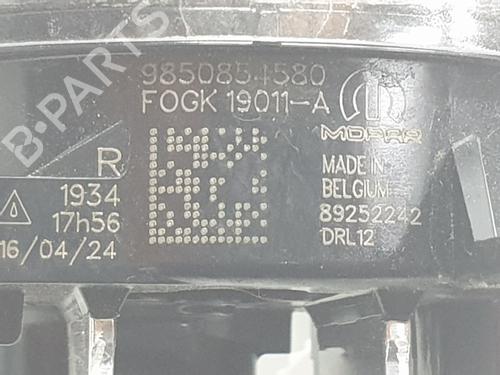 B-PARTS
9850854580
FOGK 19011-A
MOPAR
R
MADE IN
BELGIUM
1934
17h56
16/04/24
89252242
DRL12